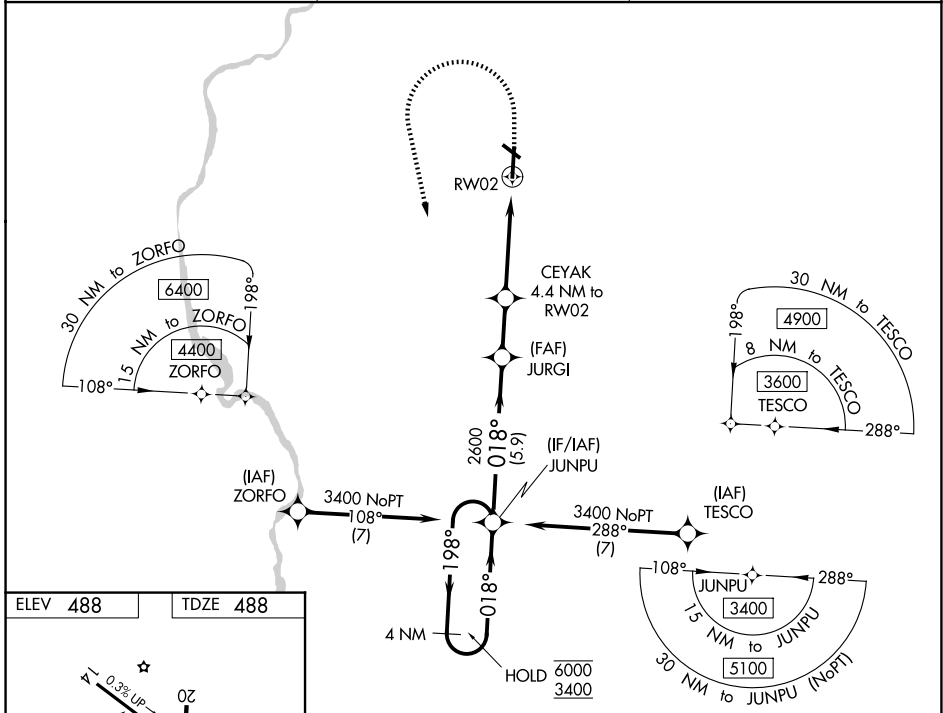 RW02
CEYAK
4.4 NM to
RW02
(FAF)
JURGI
30 NM to ZORFO
6400
198°
15 NM to ZORFO
4400
ZORFO
108°
30 NM to TESCO
4900
198°
8 NM to TESCO
3600
TESCO
288°
2600
018°
(5.9)
(IF/IAF)
JUNPU
(IAF)
ZORFO
3400 NoPT
108°
(7)
3400 NoPT
288°
(7)
(IAF)
TESCO
198°
018°
4 NM
HOLD 6000
3400
108°
JUNPU
288°
3400
15 NM to JUNPU
5100
30 NM to JUNPU (NoPT)
ELEV 488
TDZE 488
14
0.3% UP
20